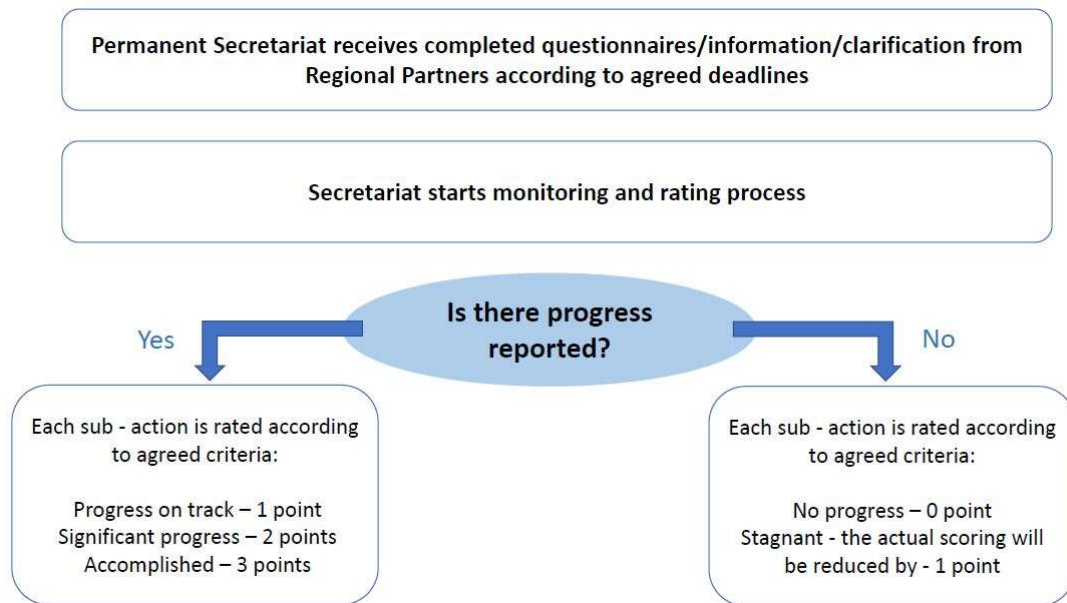 Permanent Secretariat receives completed questionnaires/information/clarification from
Regional Partners according to agreed deadlines
Secretariat starts monitoring and rating process
Is there progress
reported?
Yes
No
Each sub - action is rated according
to agreed criteria:
Progress on track – 1 point
Significant progress – 2 points
Accomplished – 3 points
Each sub - action is rated according
to agreed criteria:
No progress – 0 point
Stagnant - the actual scoring will
be reduced by - 1 point